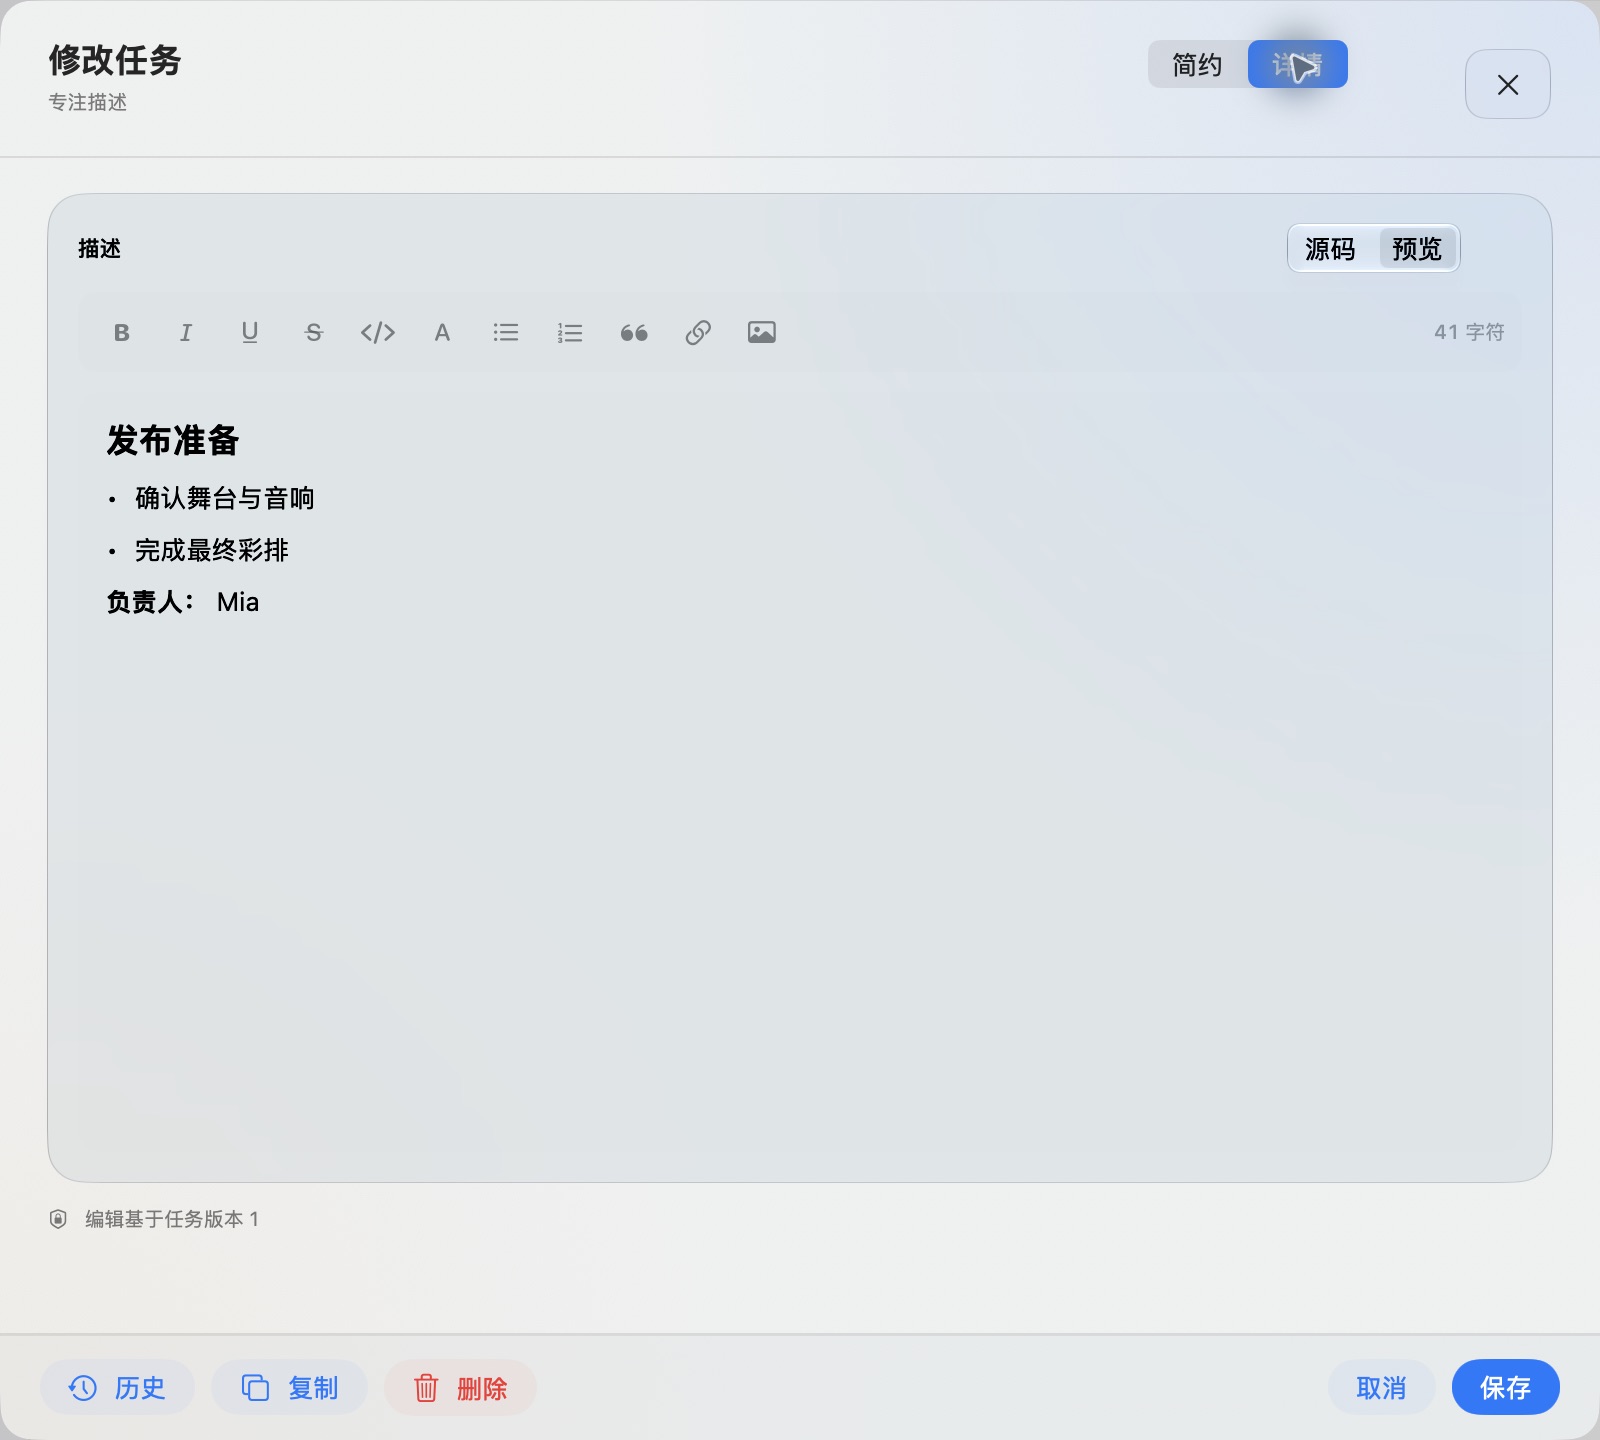 修改任务
专注描述
简约 详情
描述
源码 预览
B I U S </> A
41 字符
发布准备
• 确认舞台与音响
• 完成最终彩排
负责人： Mia
编辑基于任务版本 1
历史 复制 删除 取消 保存